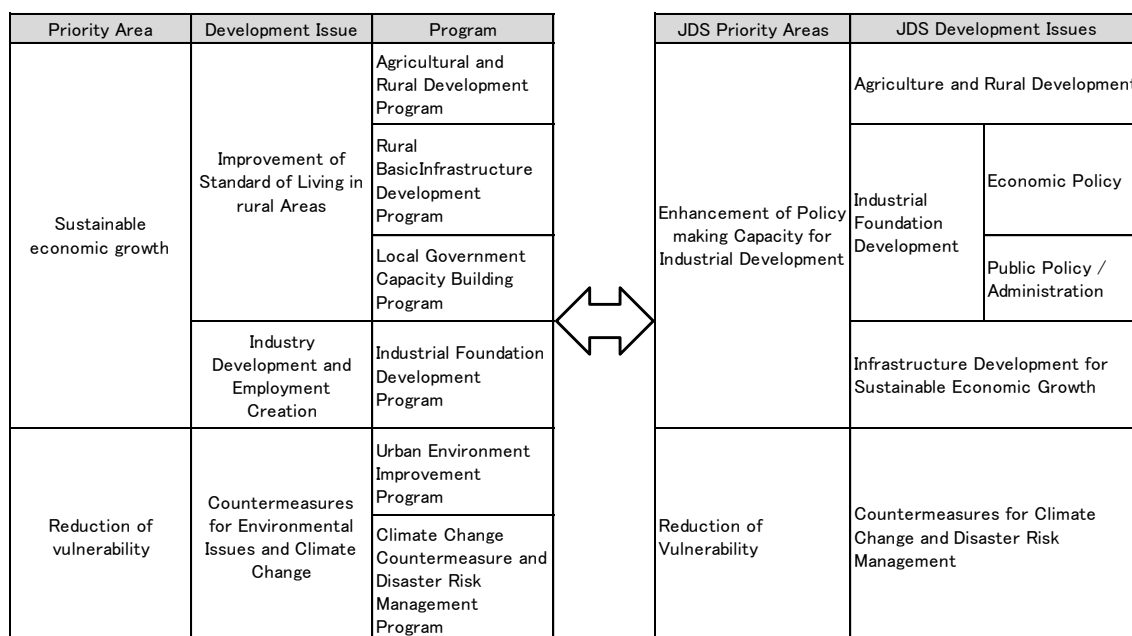 Priority Area
Development Issue
Program
Sustainable
economic growth
Improvement of
Standard of Living in
rural Areas
Agricultural and
Rural Development
Program
Rural
BasicInfrastructure
Development
Program
Local Government
Capacity Building
Program
Industry
Development and
Employment
Creation
Industrial Foundation
Development
Program
Reduction of
vulnerability
Countermeasures
for Environmental
Issues and Climate
Change
Urban Environment
Improvement
Program
Climate Change
Countermeasure and
Disaster Risk
Management
Program
JDS Priority Areas
JDS Development Issues
Enhancement of Policy
making Capacity for
Industrial Development
Agriculture and Rural Development
Industrial
Foundation
Development
Economic Policy
Public Policy /
Administration
Infrastructure Development for
Sustainable Economic Growth
Reduction of
Vulnerability
Countermeasures for Climate
Change and Disaster Risk
Management